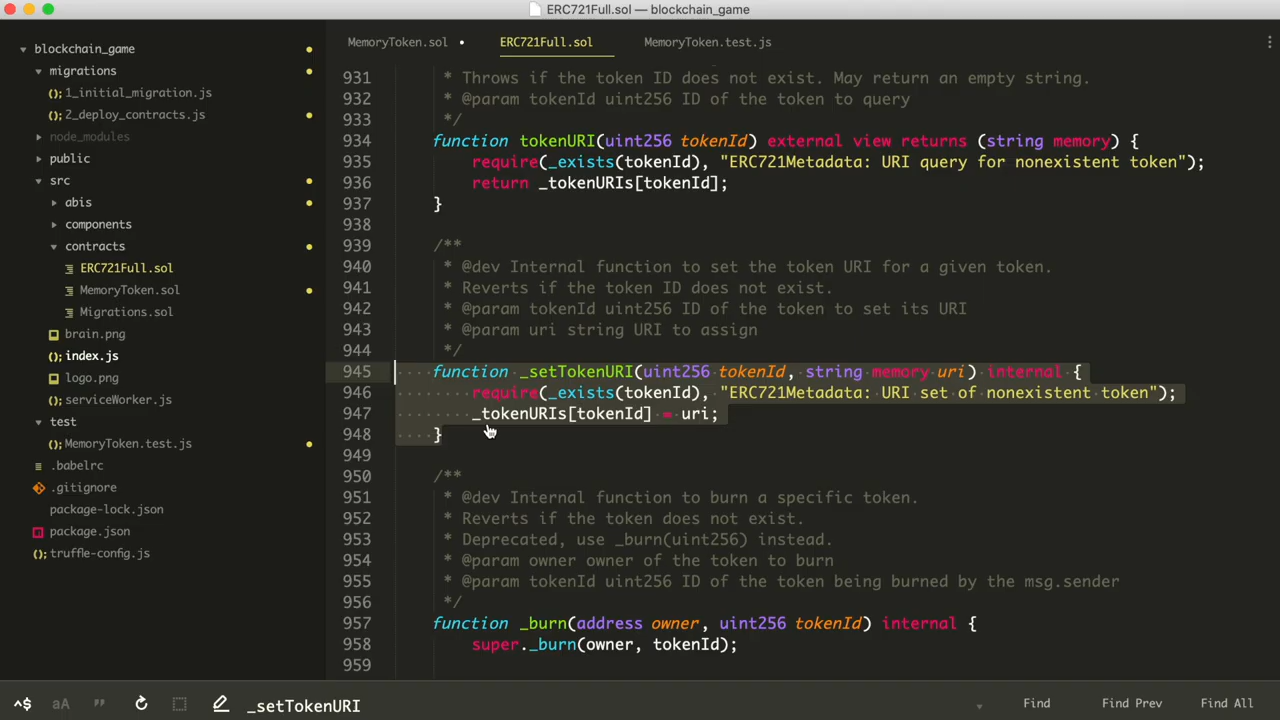 ERC721Full.sol — blockchain_game
blockchain_game
migrations
1_initial_migration.js
2_deploy_contracts.js
node_modules
public
src
abis
components
contracts
ERC721Full.sol
MemoryToken.sol
Migrations.sol
brain.png
index.js
logo.png
serviceWorker.js
test
MemoryToken.test.js
.babelrc
.gitignore
package-lock.json
package.json
truffle-config.js
MemoryToken.sol
ERC721Full.sol
MemoryToken.test.js
931 * Throws if the token ID does not exist. May return an empty string.
932 * @param tokenId uint256 ID of the token to query
933 */
934 function tokenURI(uint256 tokenId) external view returns (string memory) {
935 require(_exists(tokenId), "ERC721Metadata: URI query for nonexistent token");
936 return _tokenURIs[tokenId];
937 }
938
939 /**
940 * @dev Internal function to set the token URI for a given token.
941 * Reverts if the token ID does not exist.
942 * @param tokenId uint256 ID of the token to set its URI
943 * @param uri string URI to assign
944 */
945 function _setTokenURI(uint256 tokenId, string memory uri) internal {
946 require(_exists(tokenId), "ERC721Metadata: URI set of nonexistent token");
947 _tokenURIs[tokenId] = uri;
948 }
949
950 /**
951 * @dev Internal function to burn a specific token.
952 * Reverts if the token does not exist.
953 * Deprecated, use _burn(uint256) instead.
954 * @param owner owner of the token to burn
955 * @param tokenId uint256 ID of the token being burned by the msg.sender
956 */
957 function _burn(address owner, uint256 tokenId) internal {
958 super._burn(owner, tokenId);
959
_setTokenURI
Find
Find Prev
Find All